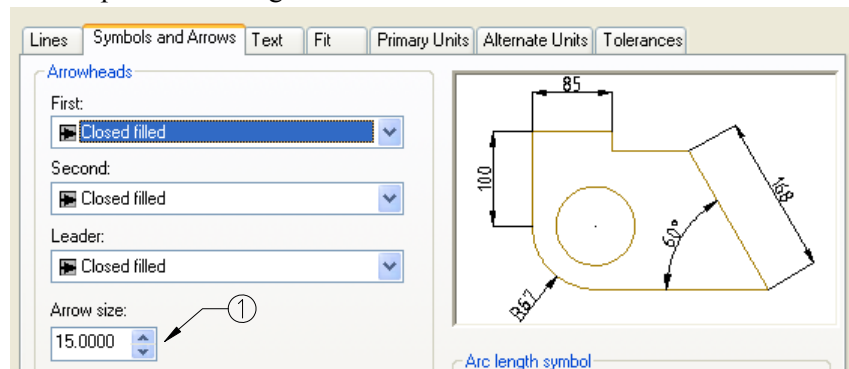 Lines Symbols and Arrows Text Fit Primary Units Alternate Units Tolerances
Arrowheads
First:
Closed filled
Second:
Closed filled
Leader:
Closed filled
Arrow size:
15.0000
1
85
100
168
60°
R67
Arc length symbol